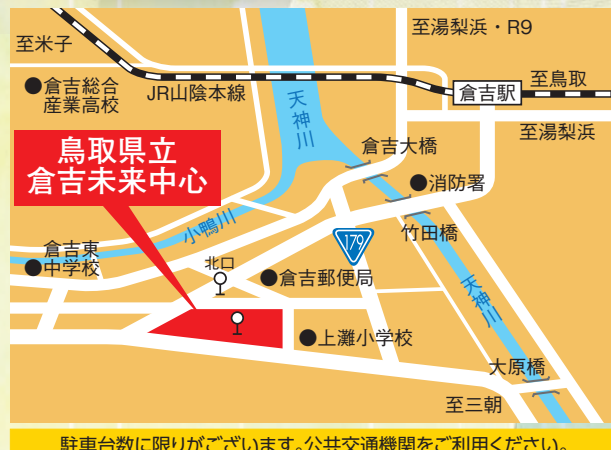 至米子
至湯梨浜・R9
倉吉総合
産業高校
JR山陰本線
倉吉駅
至鳥取
至湯梨浜
天神川
鳥取県立
倉吉未来中心
倉吉大橋
消防署
小鴨川
179
竹田橋
倉吉東
中学校
北口
倉吉郵便局
天神川
上灘小学校
大原橋
至三朝
駐車台数に限りがございます。公共交通機関をご利用ください。